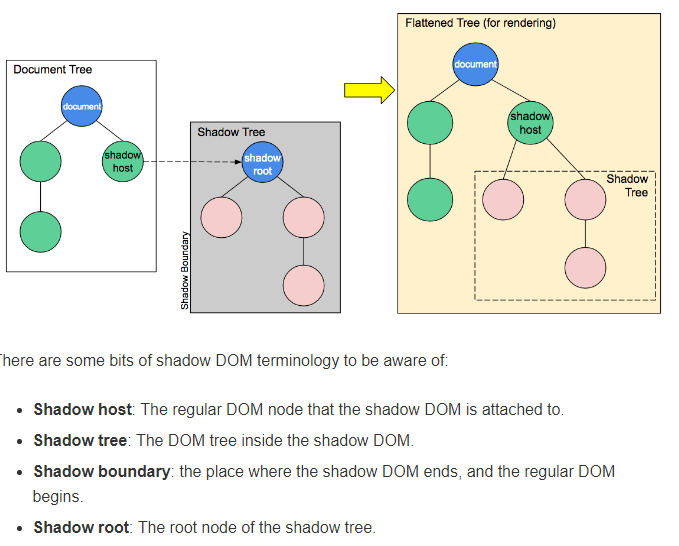 Flattened Tree (for rendering)
Document Tree
document
shadow
host
Shadow Tree
shadow
root
Shadow Boundary
document
shadow
host
Shadow
Tree
here are some bits of shadow DOM terminology to be aware of:
• Shadow host: The regular DOM node that the shadow DOM is attached to.
• Shadow tree: The DOM tree inside the shadow DOM.
• Shadow boundary: the place where the shadow DOM ends, and the regular DOM
begins.
• Shadow root: The root node of the shadow tree.